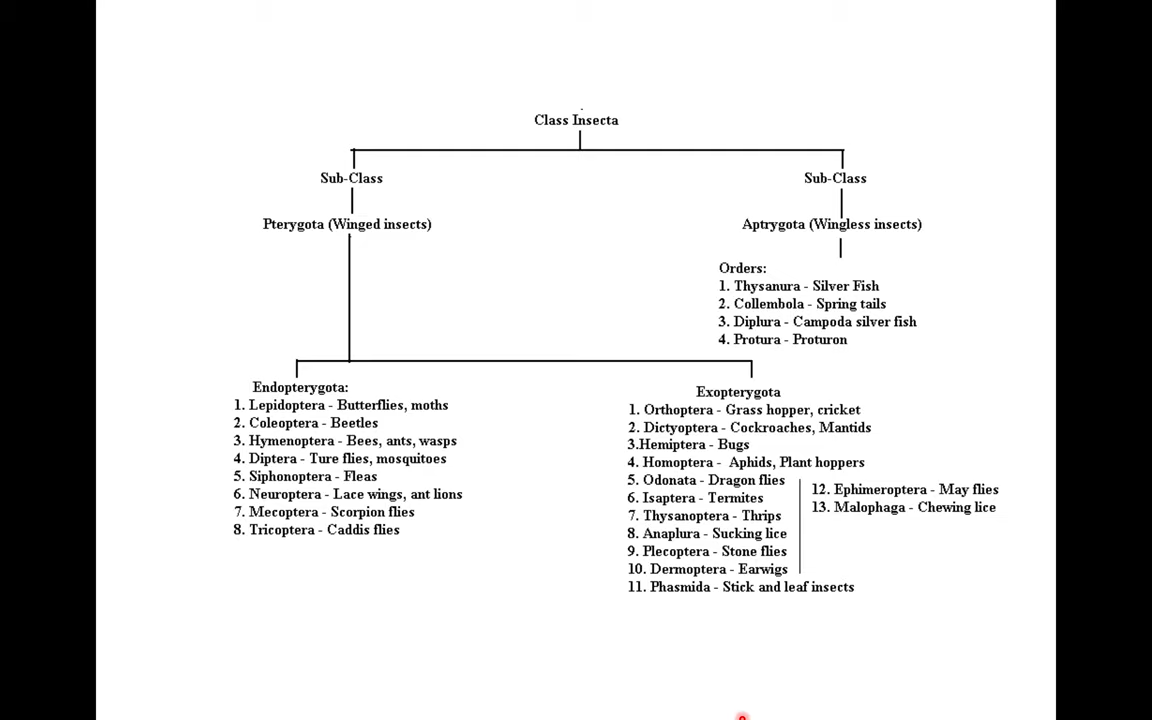 Class Insecta
Sub-Class
Sub-Class
Pterygota (Winged insects)
Aptrygota (Wingless insects)
Orders:
1. Thysanura - Silver Fish
2. Collembola - Spring tails
3. Diplura - Campoda silver fish
4. Protura - Proturon
Endopterygota:
1. Lepidoptera - Butterflies, moths
2. Coleoptera - Beetles
3. Hymenoptera - Bees, ants, wasps
4. Diptera - Ture flies, mosquitoes
5. Siphonoptera - Fleas
6. Neuroptera - Lace wings, ant lions
7. Mecoptera - Scorpion flies
8. Tricoptera - Caddis flies
Exopterygota
1. Orthoptera - Grass hopper, cricket
2. Dictyoptera - Cockroaches, Mantids
3.Hemiptera - Bugs
4. Homoptera - Aphids, Plant hoppers
5. Odonata - Dragon flies
6. Isaptera - Termites
7. Thysanoptera - Thrips
8. Anaplura - Sucking lice
9. Plecoptera - Stone flies
10. Dermoptera - Earwigs
11. Phasmida - Stick and leaf insects
12. Ephimeroptera - May flies
13. Malophaga - Chewing lice